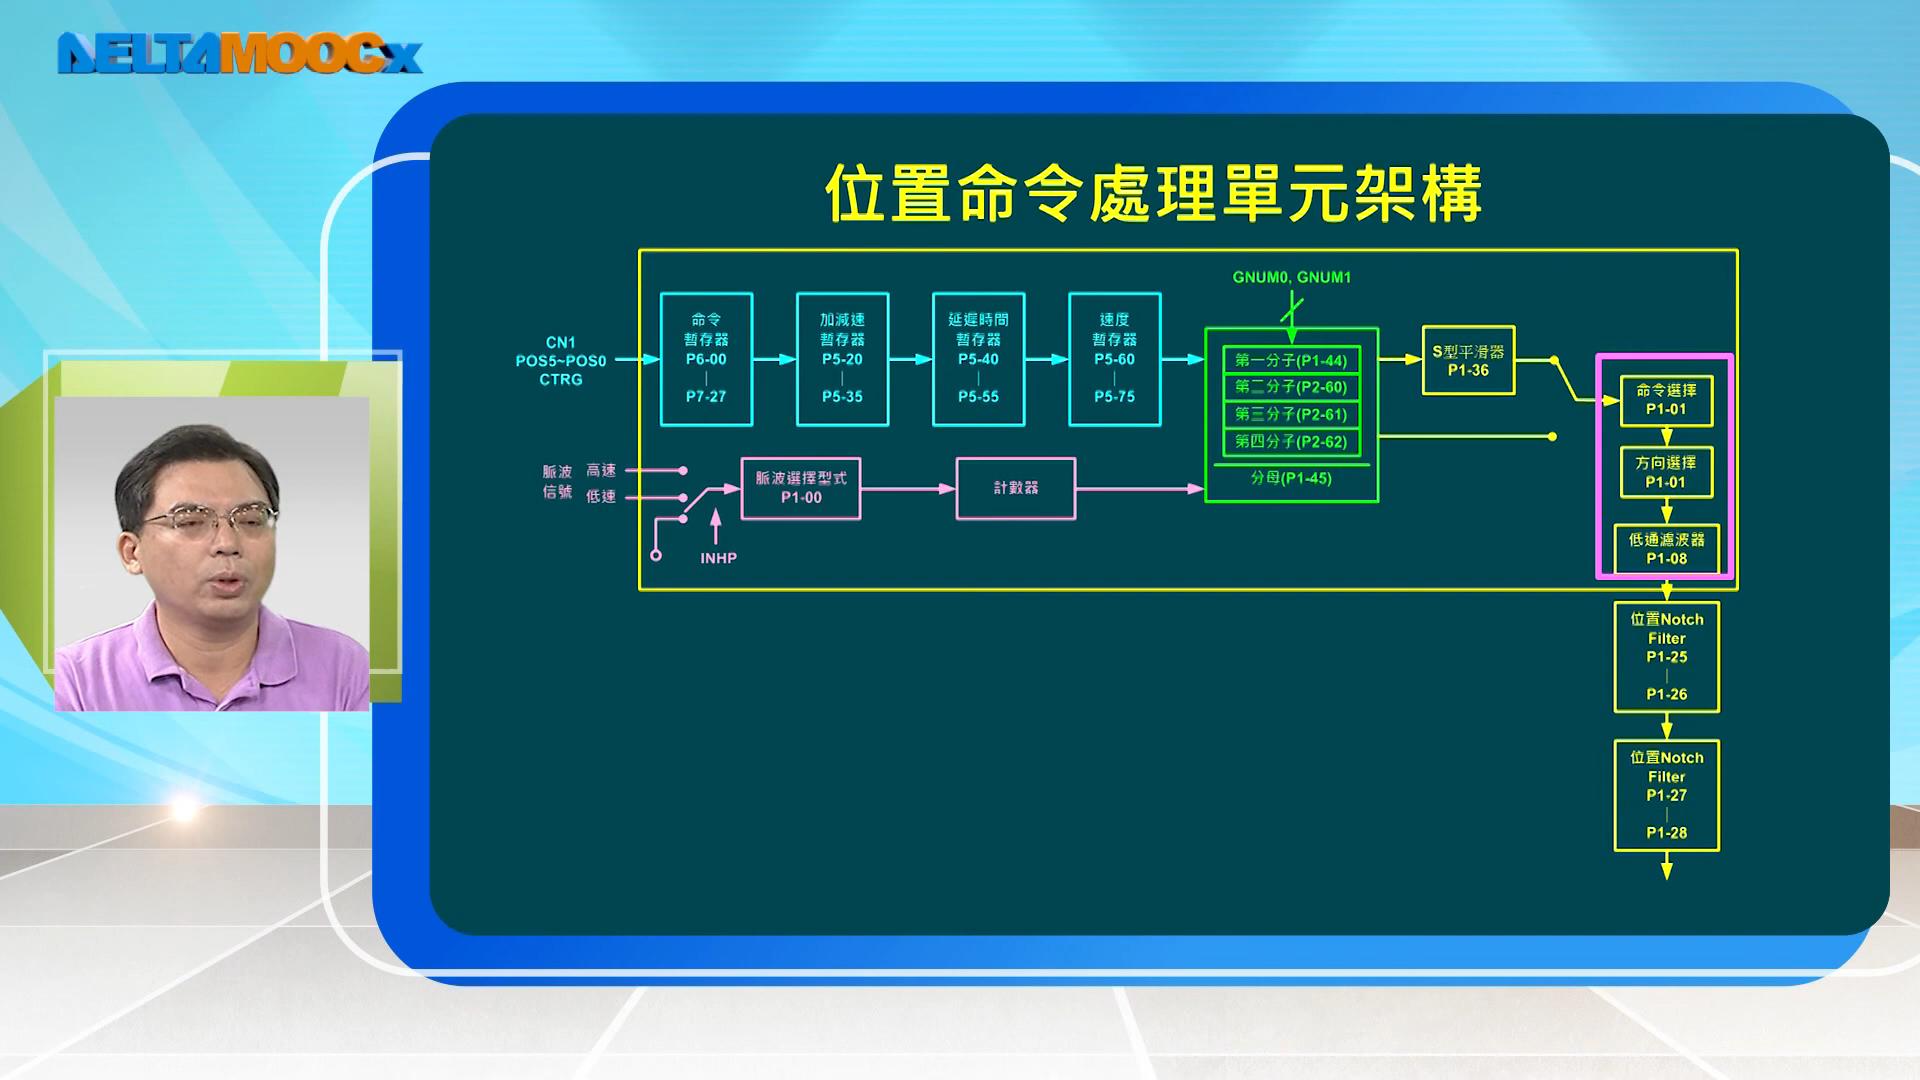 DELTAMOOCx
位置命令處理單元架構
GNUM0, GNUM1
CN1
POS5~POS0
CTRG
命令
暫存器
P6-00
|
P7-27
加減速
暫存器
P5-20
|
P5-35
延遲時間
暫存器
P5-40
|
P5-55
速度
暫存器
P5-60
|
P5-75
第一分子(P1-44)
第二分子(P2-60)
第三分子(P2-61)
第四分子(P2-62)
分母(P1-45)
S型平滑器
P1-36
命令選擇
P1-01
方向選擇
P1-01
低通濾波器
P1-08
脈波
信號
高速
低速
INHP
脈波選擇型式
P1-00
計數器
位置Notch
Filter
P1-25
|
P1-26
位置Notch
Filter
P1-27
|
P1-28